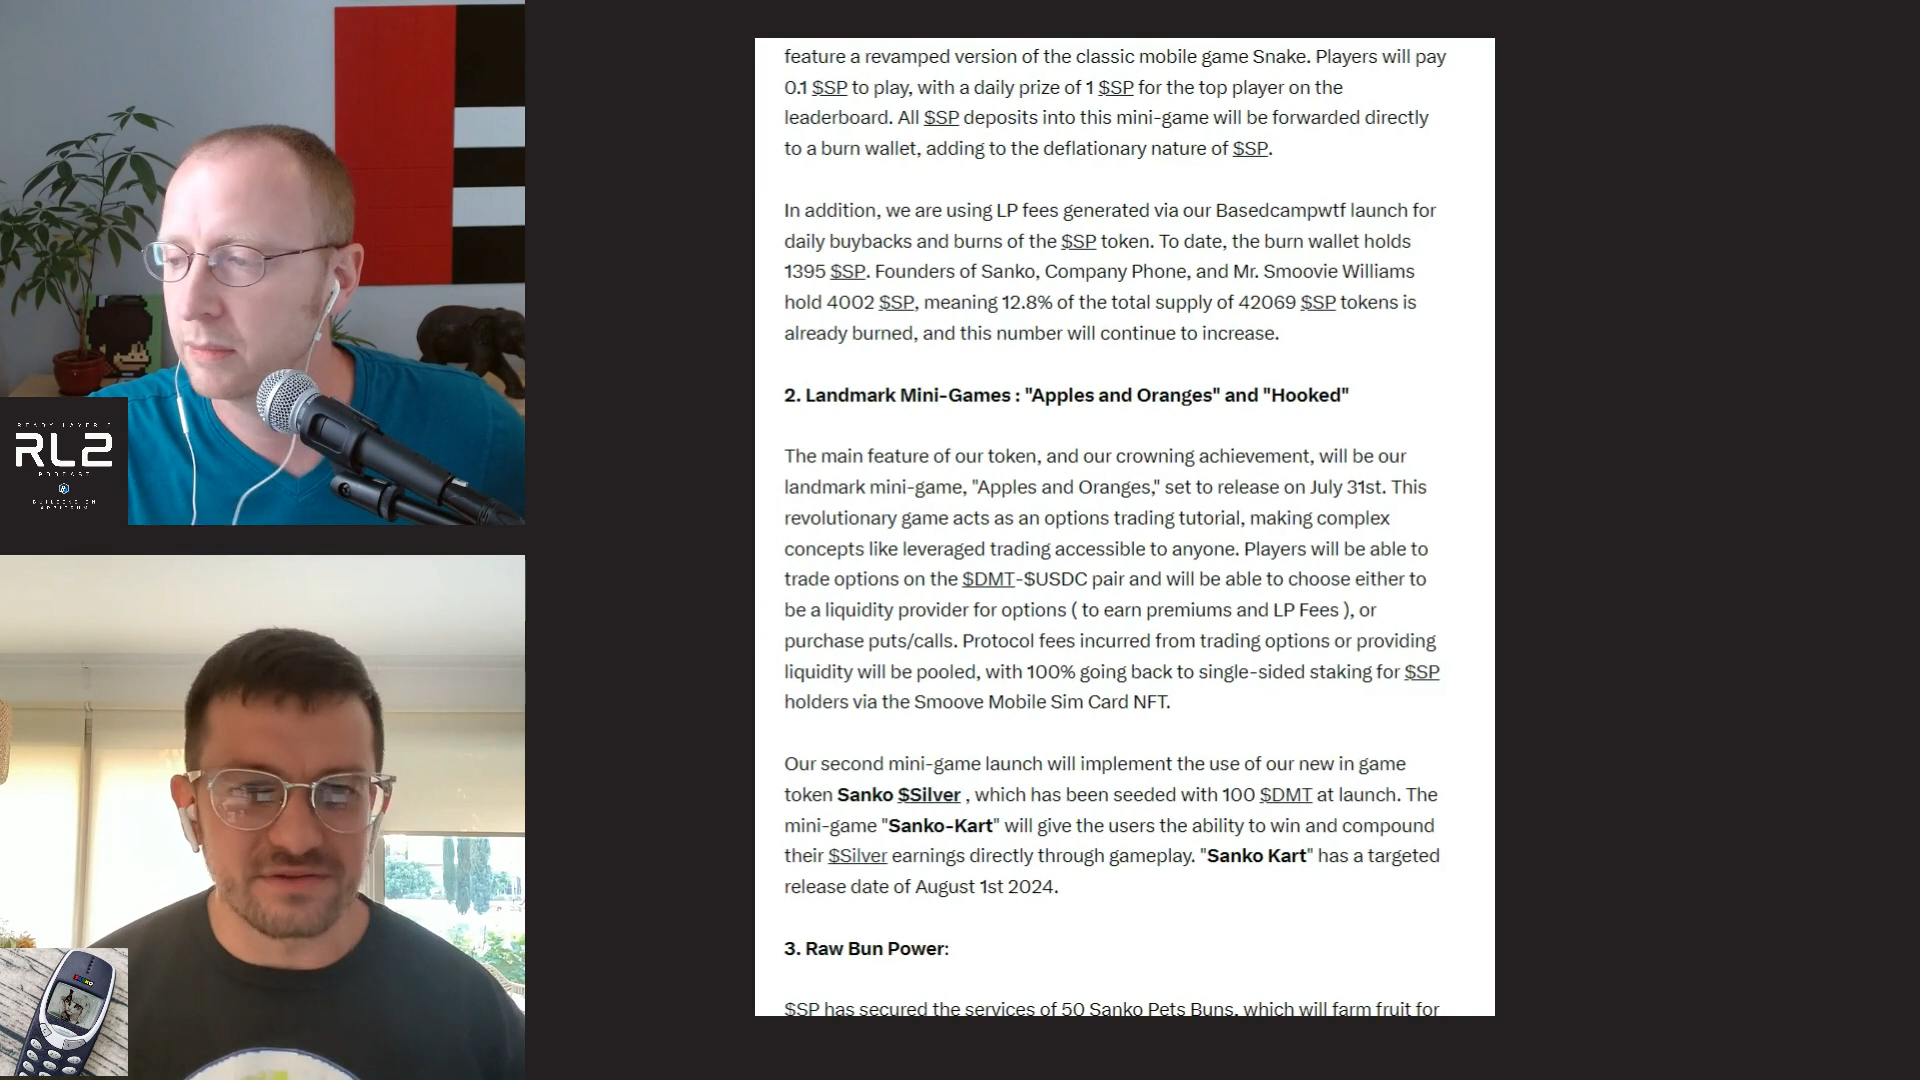 READY LAYER 2
RL2
PODCAST
BUILDING ON
ARBITRUM
feature a revamped version of the classic mobile game Snake. Players will pay
0.1 $SP to play, with a daily prize of 1 $SP for the top player on the
leaderboard. All $SP deposits into this mini-game will be forwarded directly
to a burn wallet, adding to the deflationary nature of $SP.
In addition, we are using LP fees generated via our Basedcampwtf launch for
daily buybacks and burns of the $SP token. To date, the burn wallet holds
1395 $SP. Founders of Sanko, Company Phone, and Mr. Smoovie Williams
hold 4002 $SP, meaning 12.8% of the total supply of 42069 $SP tokens is
already burned, and this number will continue to increase.
2. Landmark Mini-Games : "Apples and Oranges" and "Hooked"
The main feature of our token, and our crowning achievement, will be our
landmark mini-game, "Apples and Oranges," set to release on July 31st. This
revolutionary game acts as an options trading tutorial, making complex
concepts like leveraged trading accessible to anyone. Players will be able to
trade options on the $DMT-$USDC pair and will be able to choose either to
be a liquidity provider for options ( to earn premiums and LP Fees ), or
purchase puts/calls. Protocol fees incurred from trading options or providing
liquidity will be pooled, with 100% going back to single-sided staking for $SP
holders via the Smoove Mobile Sim Card NFT.
Our second mini-game launch will implement the use of our new in game
token Sanko $Silver , which has been seeded with 100 $DMT at launch. The
mini-game "Sanko-Kart" will give the users the ability to win and compound
their $Silver earnings directly through gameplay. "Sanko Kart" has a targeted
release date of August 1st 2024.
3. Raw Bun Power:
$SP has secured the services of 50 Sanko Pets Buns, which will farm fruit for